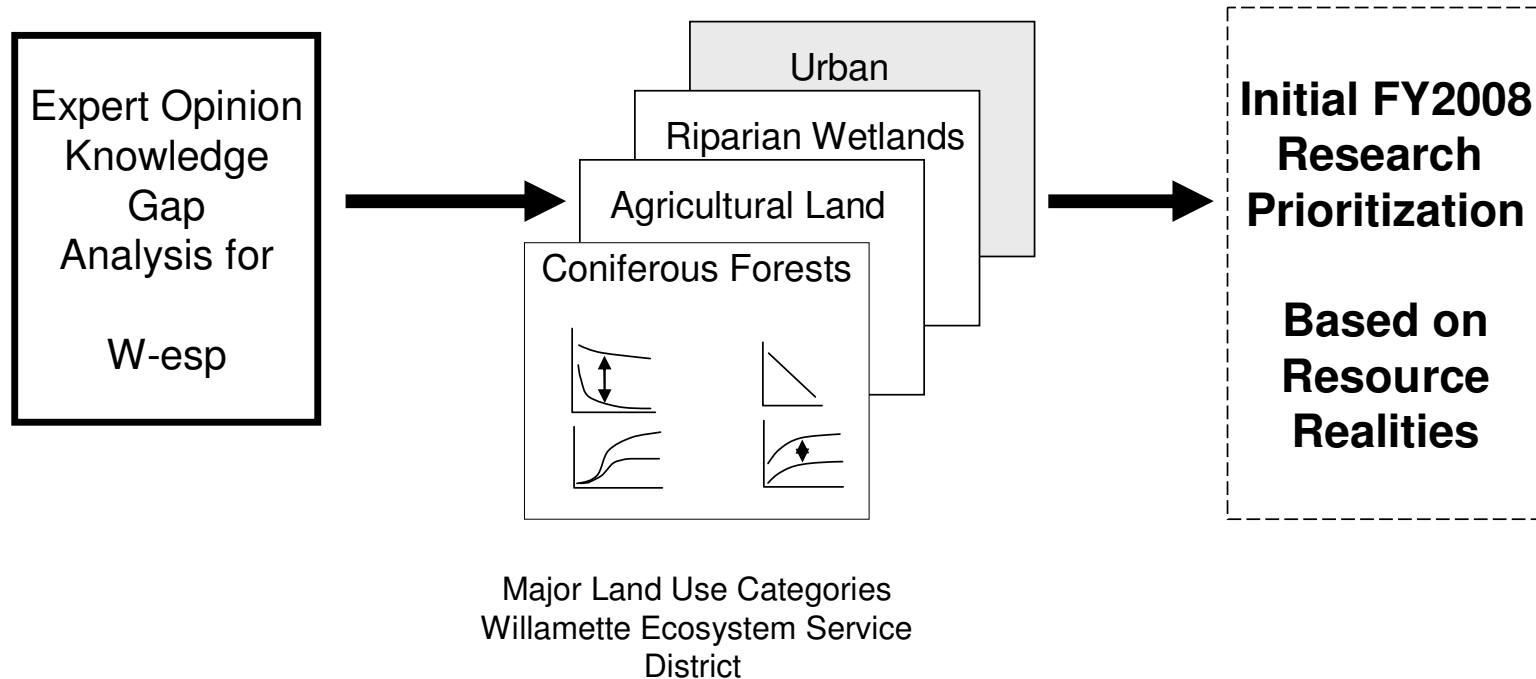 Expert Opinion
Knowledge
Gap
Analysis for
W-esp
Urban
Riparian Wetlands
Agricultural Land
Coniferous Forests
Major Land Use Categories
Willamette Ecosystem Service
District
Initial FY2008
Research
Prioritization
Based on
Resource
Realities